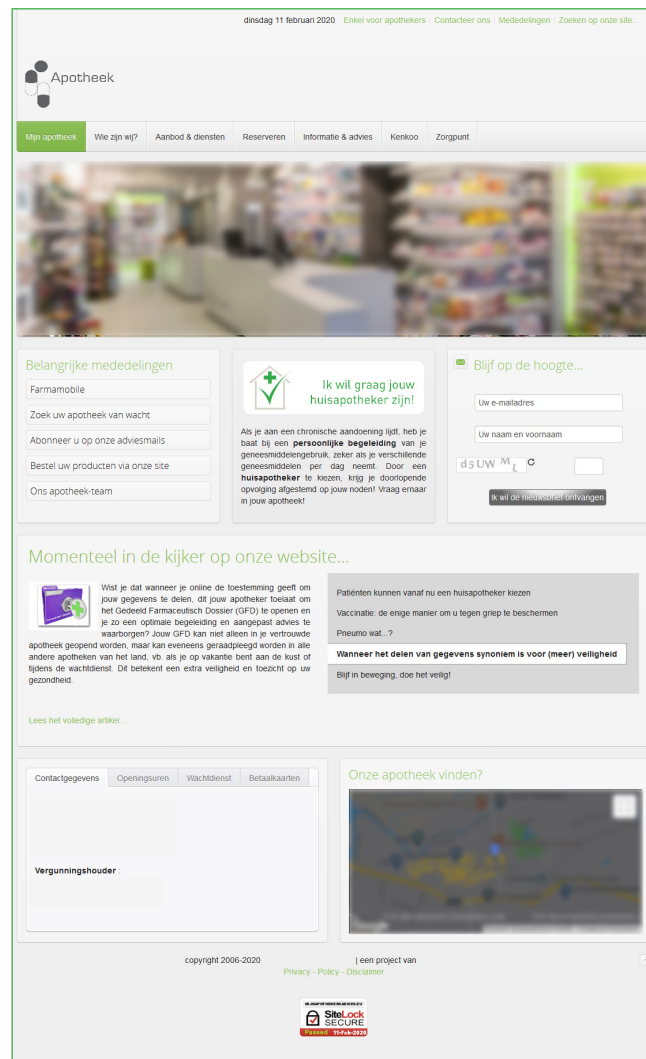 dinsdag 11 februari 2020 Enkel voor apothekers Contacteer ons Mededelingen Zoeken op onze site...
Apotheek
Mijn apotheek Wie zijn wij? Aanbod & diensten Reserveren Informatie & advies Kenkoo Zorgpunt
Belangrijke mededelingen
Farmamobile
Zoek uw apotheek van wacht
Abonneer u op onze adviesmails
Bestel uw producten via onze site
Ons apotheek-team
Ik wil graag jouw
huisapotheker zijn!
Als je aan een chronische aandoening lijdt, heb je
baat bij een persoonlijke begeleiding van je
geneesmiddelengebruik, zeker als je verschillende
geneesmiddelen per dag neemt. Door een
huisapotheker te kiezen, krijg je doorlopende
opvolging afgestemd op jouw noden! Vraag ernaar
in jouw apotheek!
Blijf op de hoogte...
Uw e-mailadres
Uw naam en voornaam
d5UW ML
Ik wil de nieuwsbrief ontvangen
Momenteel in de kijker op onze website...
Wist je dat wanneer je online de toestemming geeft om
jouw gegevens te delen, dit jouw apotheker toelaat om
het Gedeeld Farmaceutisch Dossier (GFD) te openen en
je zo een optimale begeleiding en aangepast advies te
waarborgen? Jouw GFD kan niet alleen in je vertrouwde
apotheek geopend worden, maar kan eveneens geraadpleegd worden in alle
andere apotheken van het land, vb. als je op vakantie bent aan de kust of
tijdens de wachtdienst. Dit betekent een extra veiligheid en toezicht op uw
gezondheid.
Lees het volledige artikel...
Patiënten kunnen vanaf nu een huisapotheker kiezen
Vaccinatie: de enige manier om u tegen griep te beschermen
Pneumo wat...?
Wanneer het delen van gegevens synoniem is voor (meer) veiligheid
Blijf in beweging, doe het veilig!
Contactgegevens Openingsuren Wachtdienst Betaalkaarten
Vergunningshouder :
Onze apotheek vinden?
copyright 2006-2020 | een project van
Privacy - Policy - Disclaimer
SiteLock
SECURE
Passed 11-Feb-2020